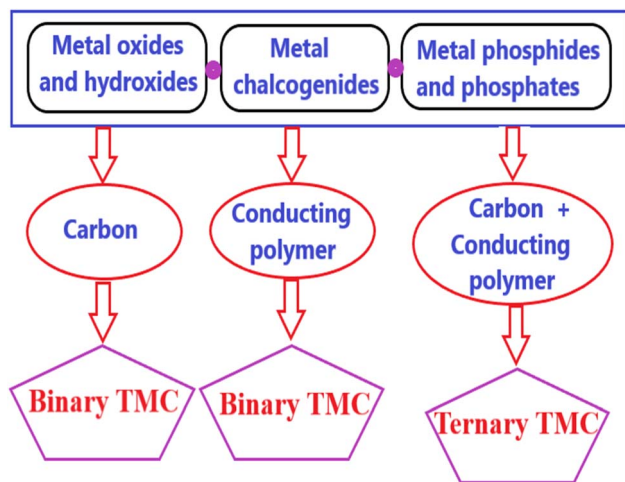 Metal oxides
and hydroxides
Metal
chalcogenides
Metal phosphides
and phosphates
Carbon
Conducting
polymer
Carbon +
Conducting
polymer
Binary TMC
Binary TMC
Ternary TMC